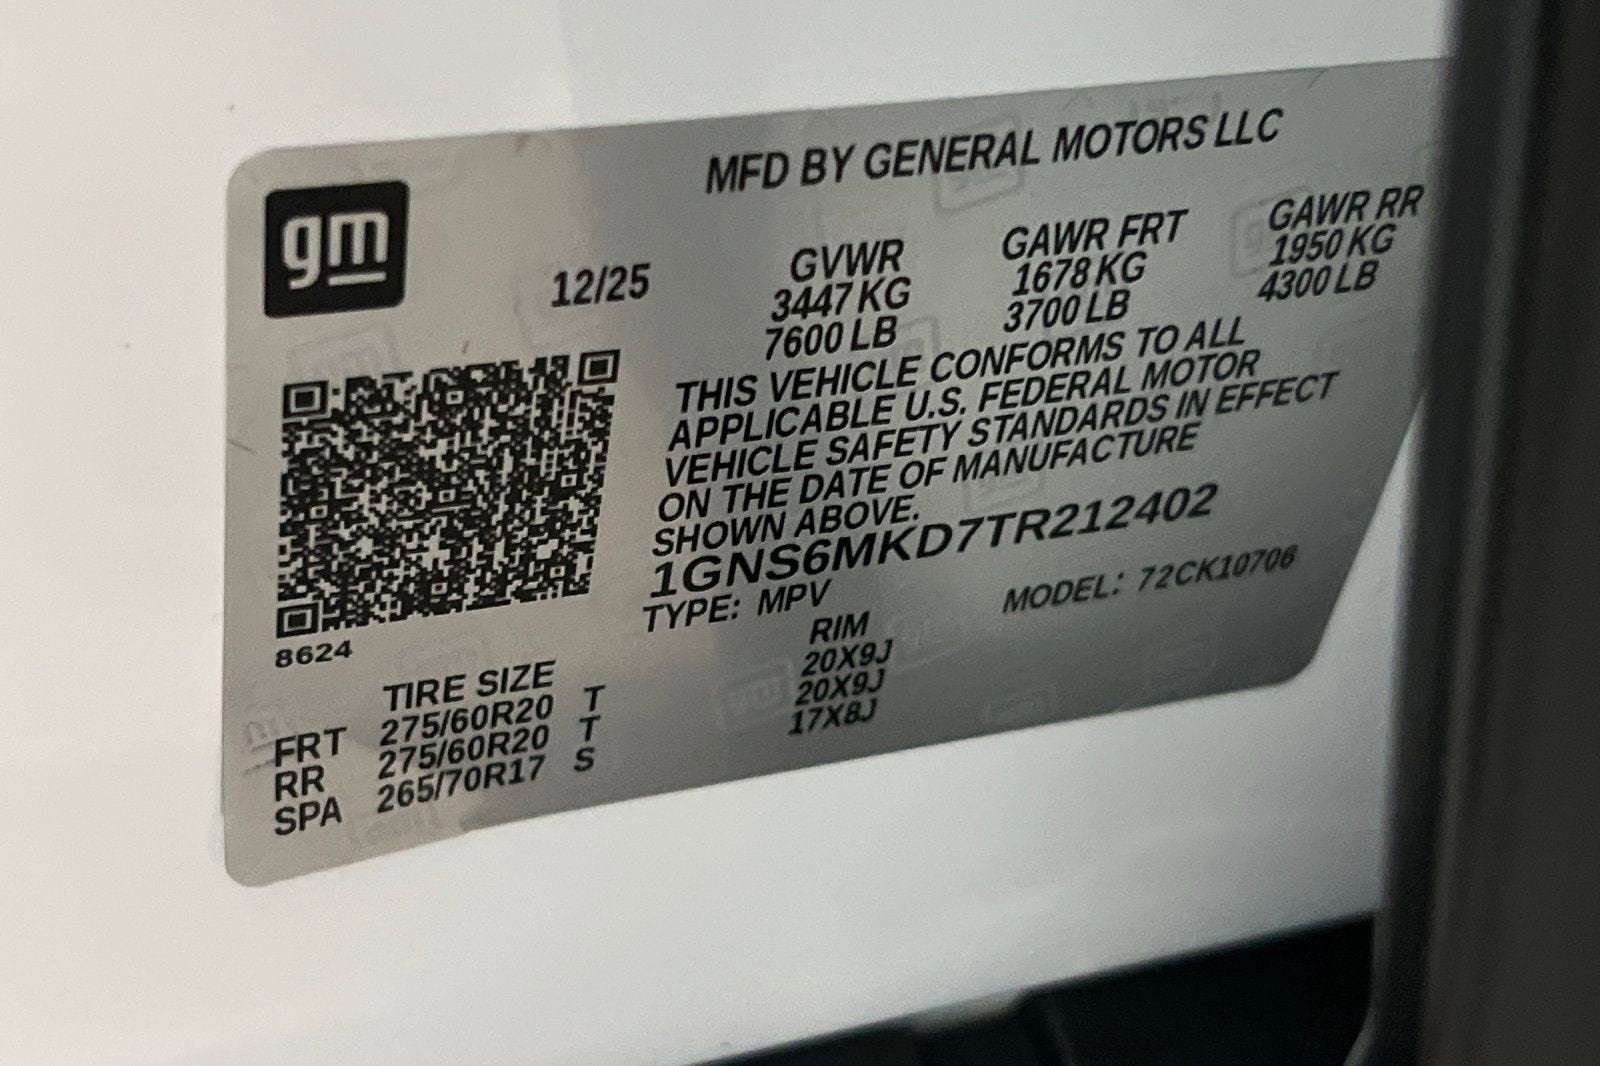 MFD BY GENERAL MOTORS LLC
gm
12/25
GVWR GAWR FRT GAWR RR
3447 KG 1678 KG 1950 KG
7600 LB 3700 LB 4300 LB
THIS VEHICLE CONFORMS TO ALL
APPLICABLE U.S. FEDERAL MOTOR
VEHICLE SAFETY STANDARDS IN EFFECT
ON THE DATE OF MANUFACTURE
SHOWN ABOVE.
1GNS6MKD7TR212402
TYPE: MPV MODEL: 72CK10706
8624
TIRE SIZE RIM
FRT 275/60R20 T 20X9J
RR 275/60R20 T 20X9J
SPA 265/70R17 S 17X8J